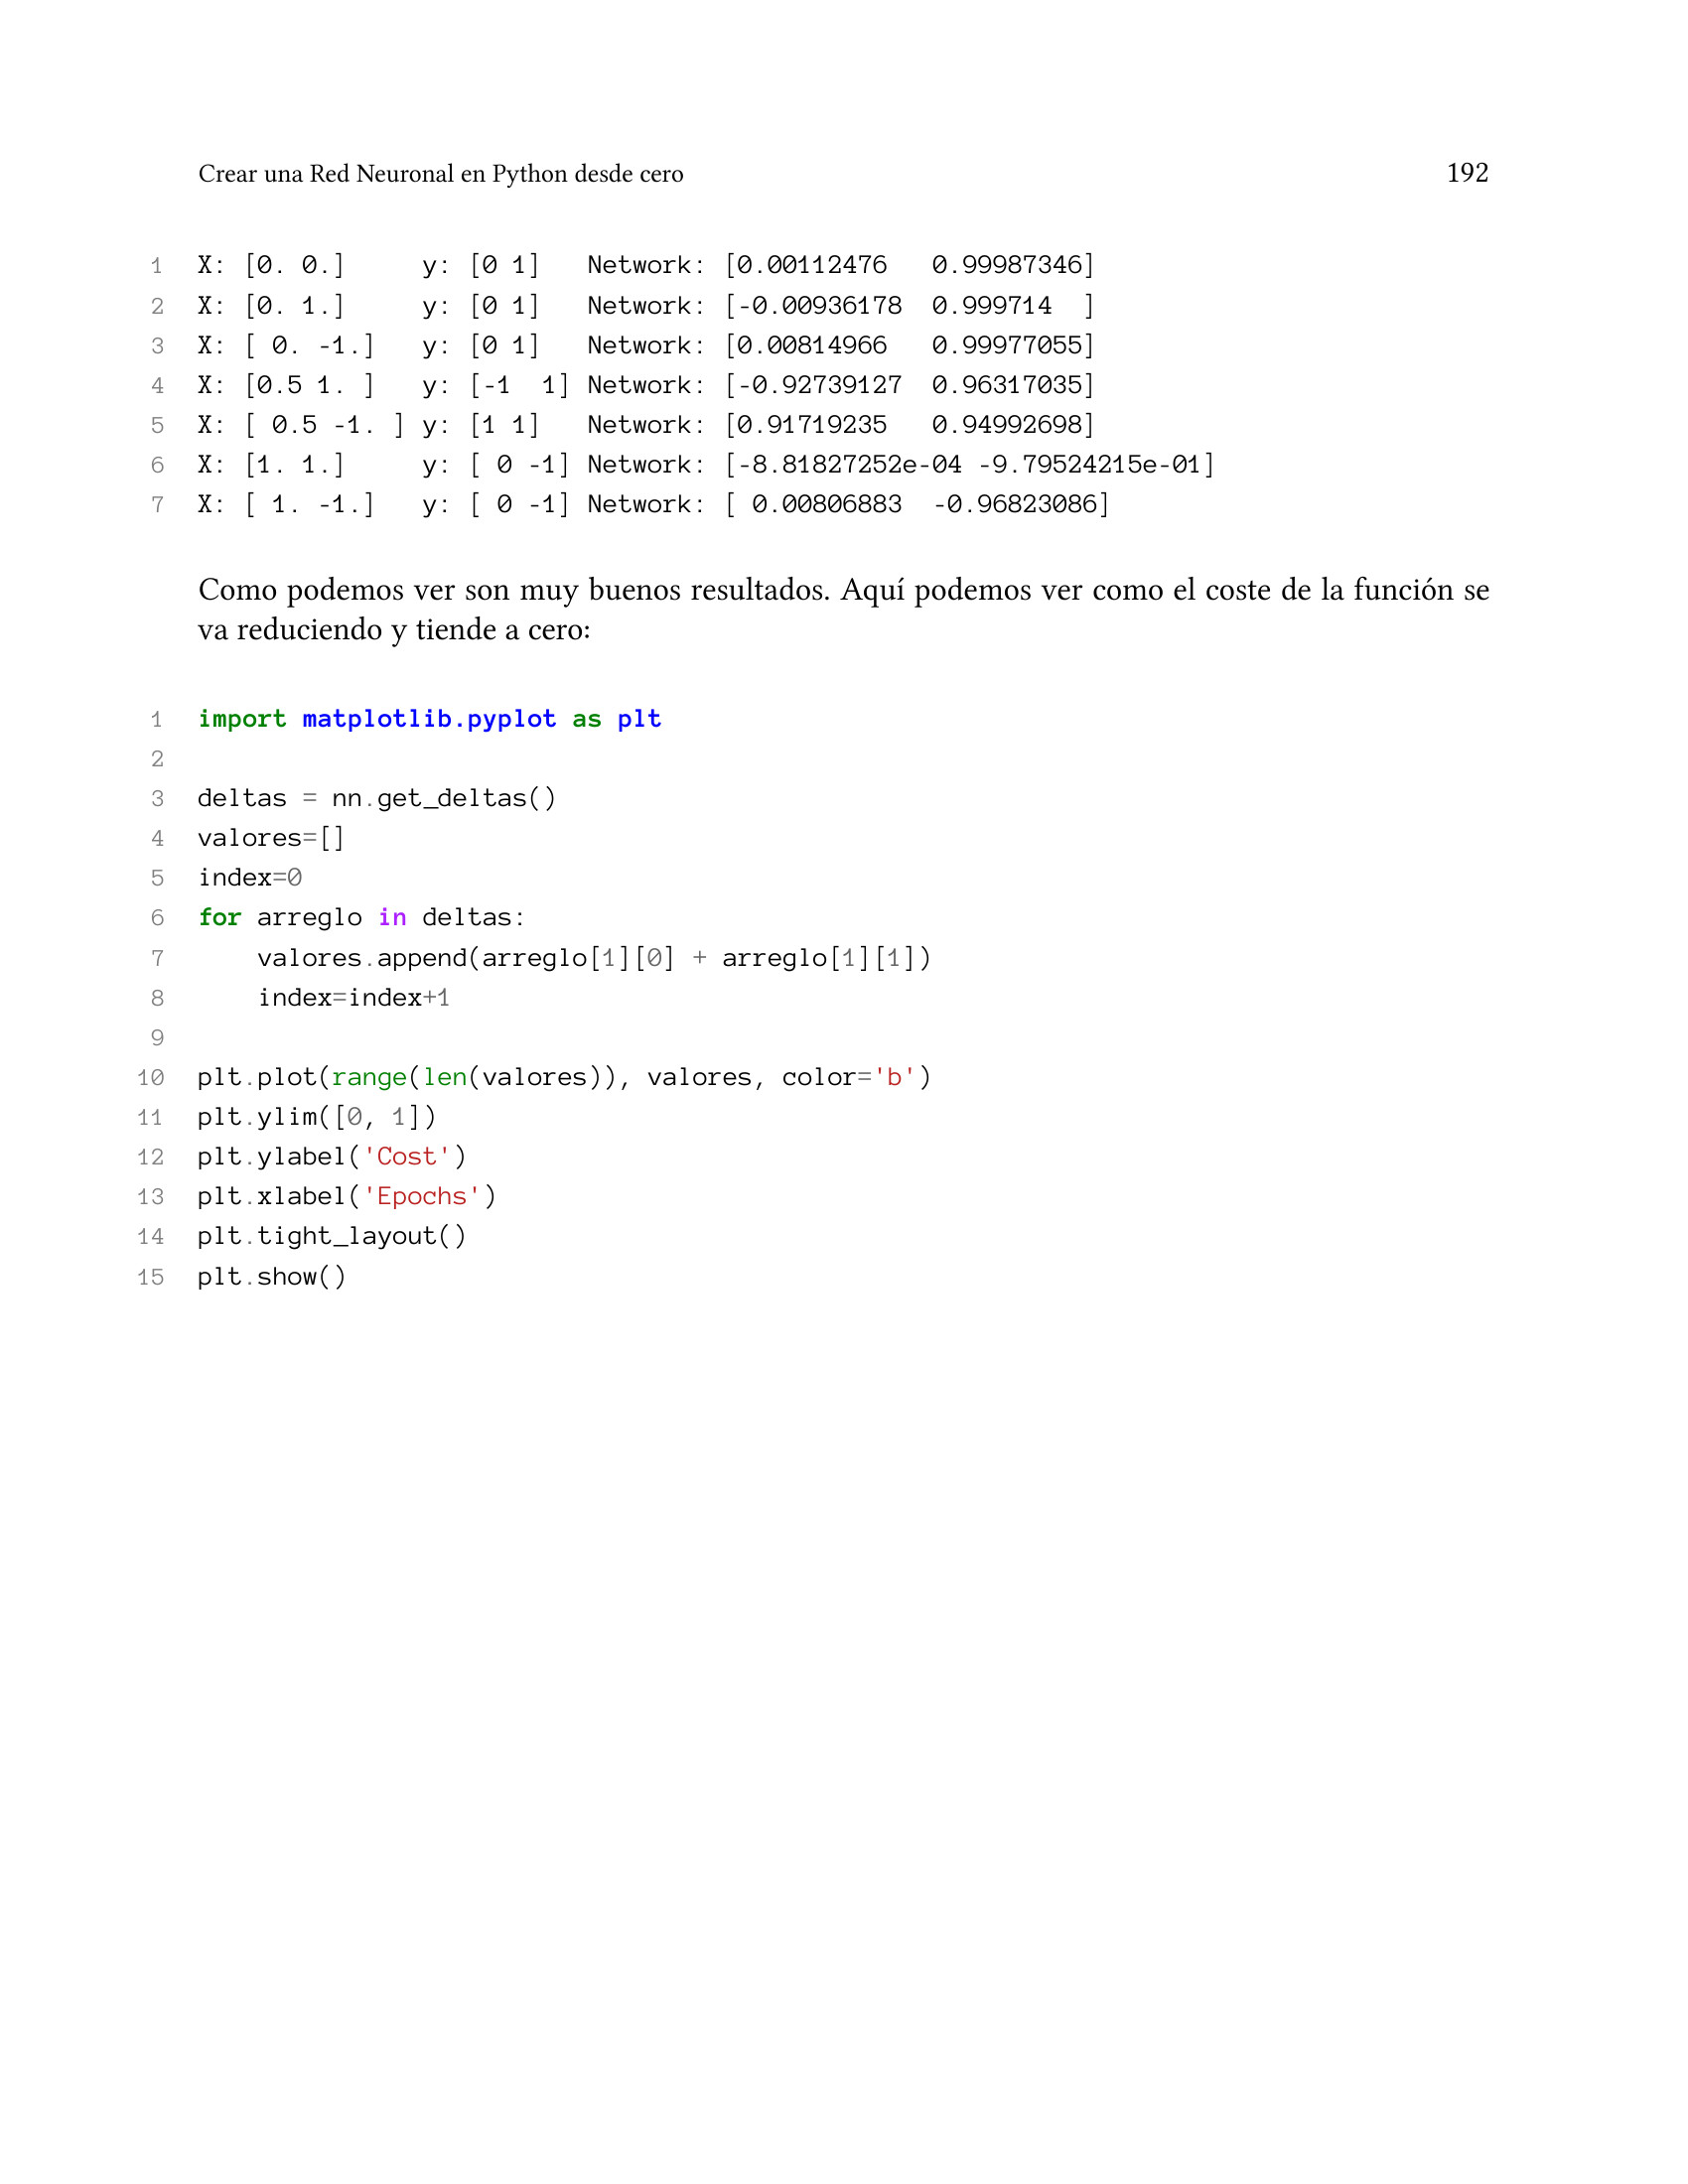 Crear una Red Neuronal en Python desde cero 192
1 X: [0. 0.]     y: [0 1]   Network: [0.00112476   0.99987346]
2 X: [0. 1.]     y: [0 1]   Network: [-0.00936178  0.999714  ]
3 X: [ 0. -1.]   y: [0 1]   Network: [0.00814966   0.99977055]
4 X: [0.5 1. ]   y: [-1  1] Network: [-0.92739127  0.96317035]
5 X: [ 0.5 -1. ] y: [1 1]   Network: [0.91719235   0.94992698]
6 X: [1. 1.]     y: [ 0 -1] Network: [-8.81827252e-04 -9.79524215e-01]
7 X: [ 1. -1.]   y: [ 0 -1] Network: [ 0.00806883  -0.96823086]
Como podemos ver son muy buenos resultados. Aquí podemos ver como el coste de la función se
va reduciendo y tiende a cero:
1 import matplotlib.pyplot as plt
2
3 deltas = nn.get_deltas()
4 valores=[]
5 index=0
6 for arreglo in deltas:
7     valores.append(arreglo[1][0] + arreglo[1][1])
8     index=index+1
9
10 plt.plot(range(len(valores)), valores, color='b')
11 plt.ylim([0, 1])
12 plt.ylabel('Cost')
13 plt.xlabel('Epochs')
14 plt.tight_layout()
15 plt.show()